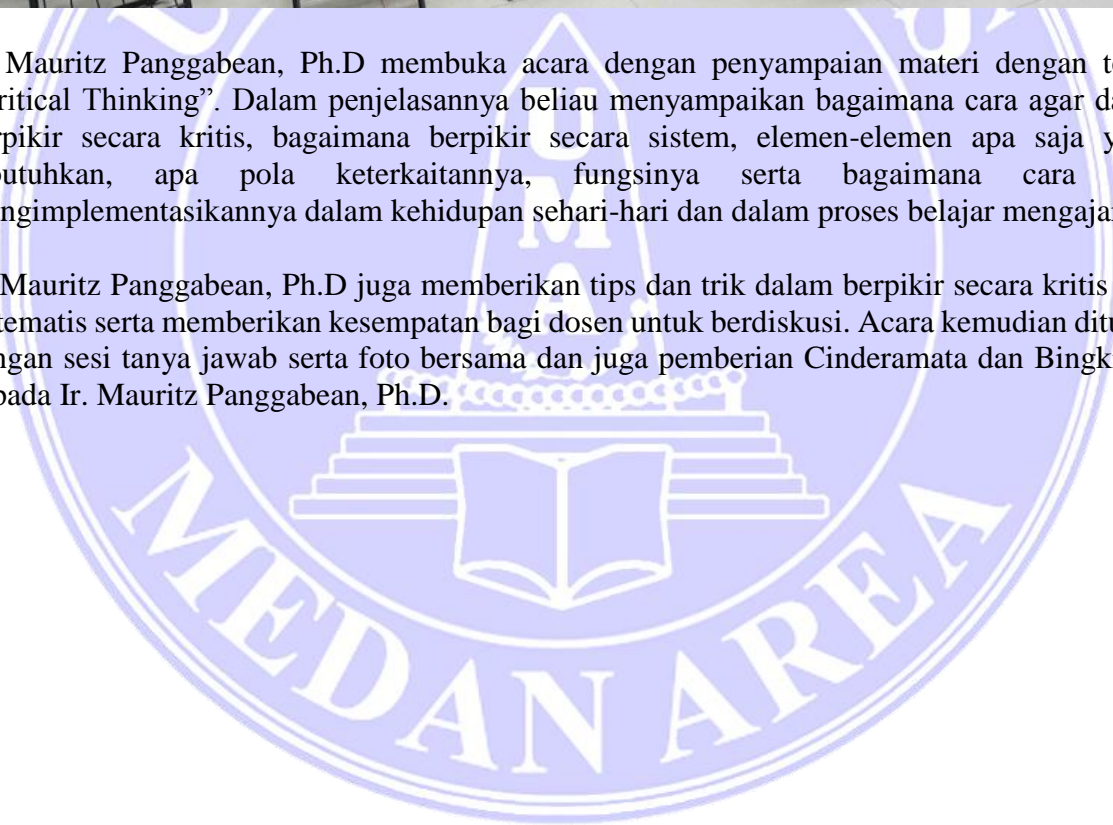 Mauritz Panggabean, Ph.D membuka acara dengan penyampaian materi dengan
ritical Thinking”. Dalam penjelasannya beliau menyampaikan bagaimana cara agar
rpikir secara kritis, bagaimana berpikir secara sistem, elemen-elemen apa saja
utuhkan, apa pola keterkaitannya, fungsinya serta bagaimana cara
ngimplementasikannya dalam kehidupan sehari-hari dan dalam proses belajar mengajar
Mauritz Panggabean, Ph.D juga memberikan tips dan trik dalam berpikir secara kritis
tematis serta memberikan kesempatan bagi dosen untuk berdiskusi. Acara kemudian
ngan sesi tanya jawab serta foto bersama dan juga pemberian Cinderamata dan
pada Ir. Mauritz Panggabean, Ph.D.
UMA
MEDAN AREA